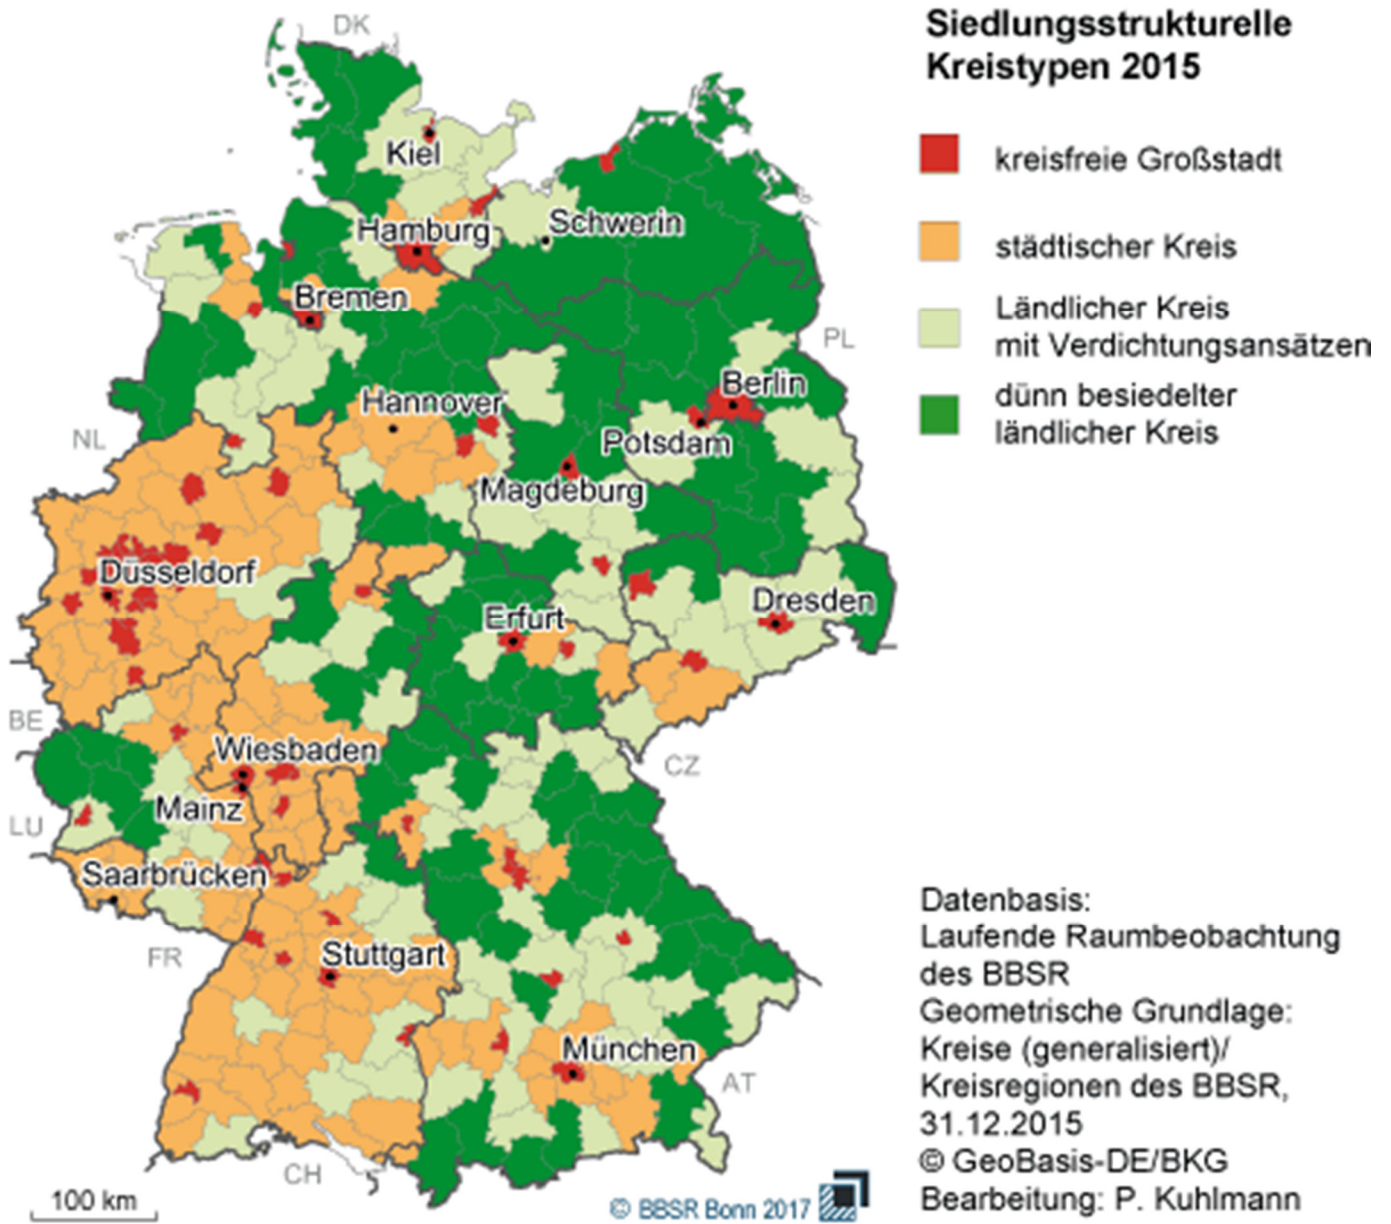 Siedlungsstrukturelle
Kreistypen 2015
kreisfreie Großstadt
städtischer Kreis
Ländlicher Kreis
mit Verdichtungsansätzen
dünn besiedelter
ländlicher Kreis
DK
Kiel
Hamburg
Schwerin
Bremen
PL
Berlin
Hannover
NL
Potsdam
Magdeburg
Düsseldorf
Dresden
Erfurt
BE
Wiesbaden
CZ
Mainz
LU
Saarbrücken
FR
Stuttgart
München
AT
CH
100 km
© BBSR Bonn 2017
Datenbasis:
Laufende Raumbeobachtung
des BBSR
Geometrische Grundlage:
Kreise (generalisiert)/
Kreisregionen des BBSR,
31.12.2015
© GeoBasis-DE/BKG
Bearbeitung: P. Kuhlmann